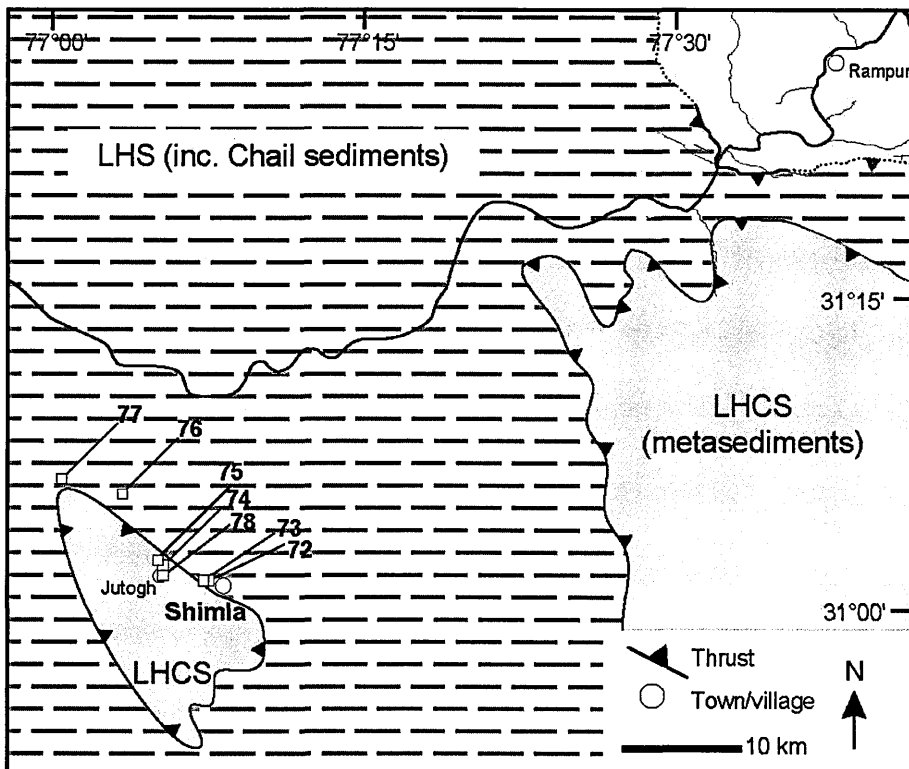 77°00'
77°15'
77°30'
Rampur
LHS (inc. Chail sediments)
31°15'
LHCS
(metasediments)
77
76
75
74
78
73
72
Jutogh
Shimla
31°00'
LHCS
Thrust
Town/village
N
10 km